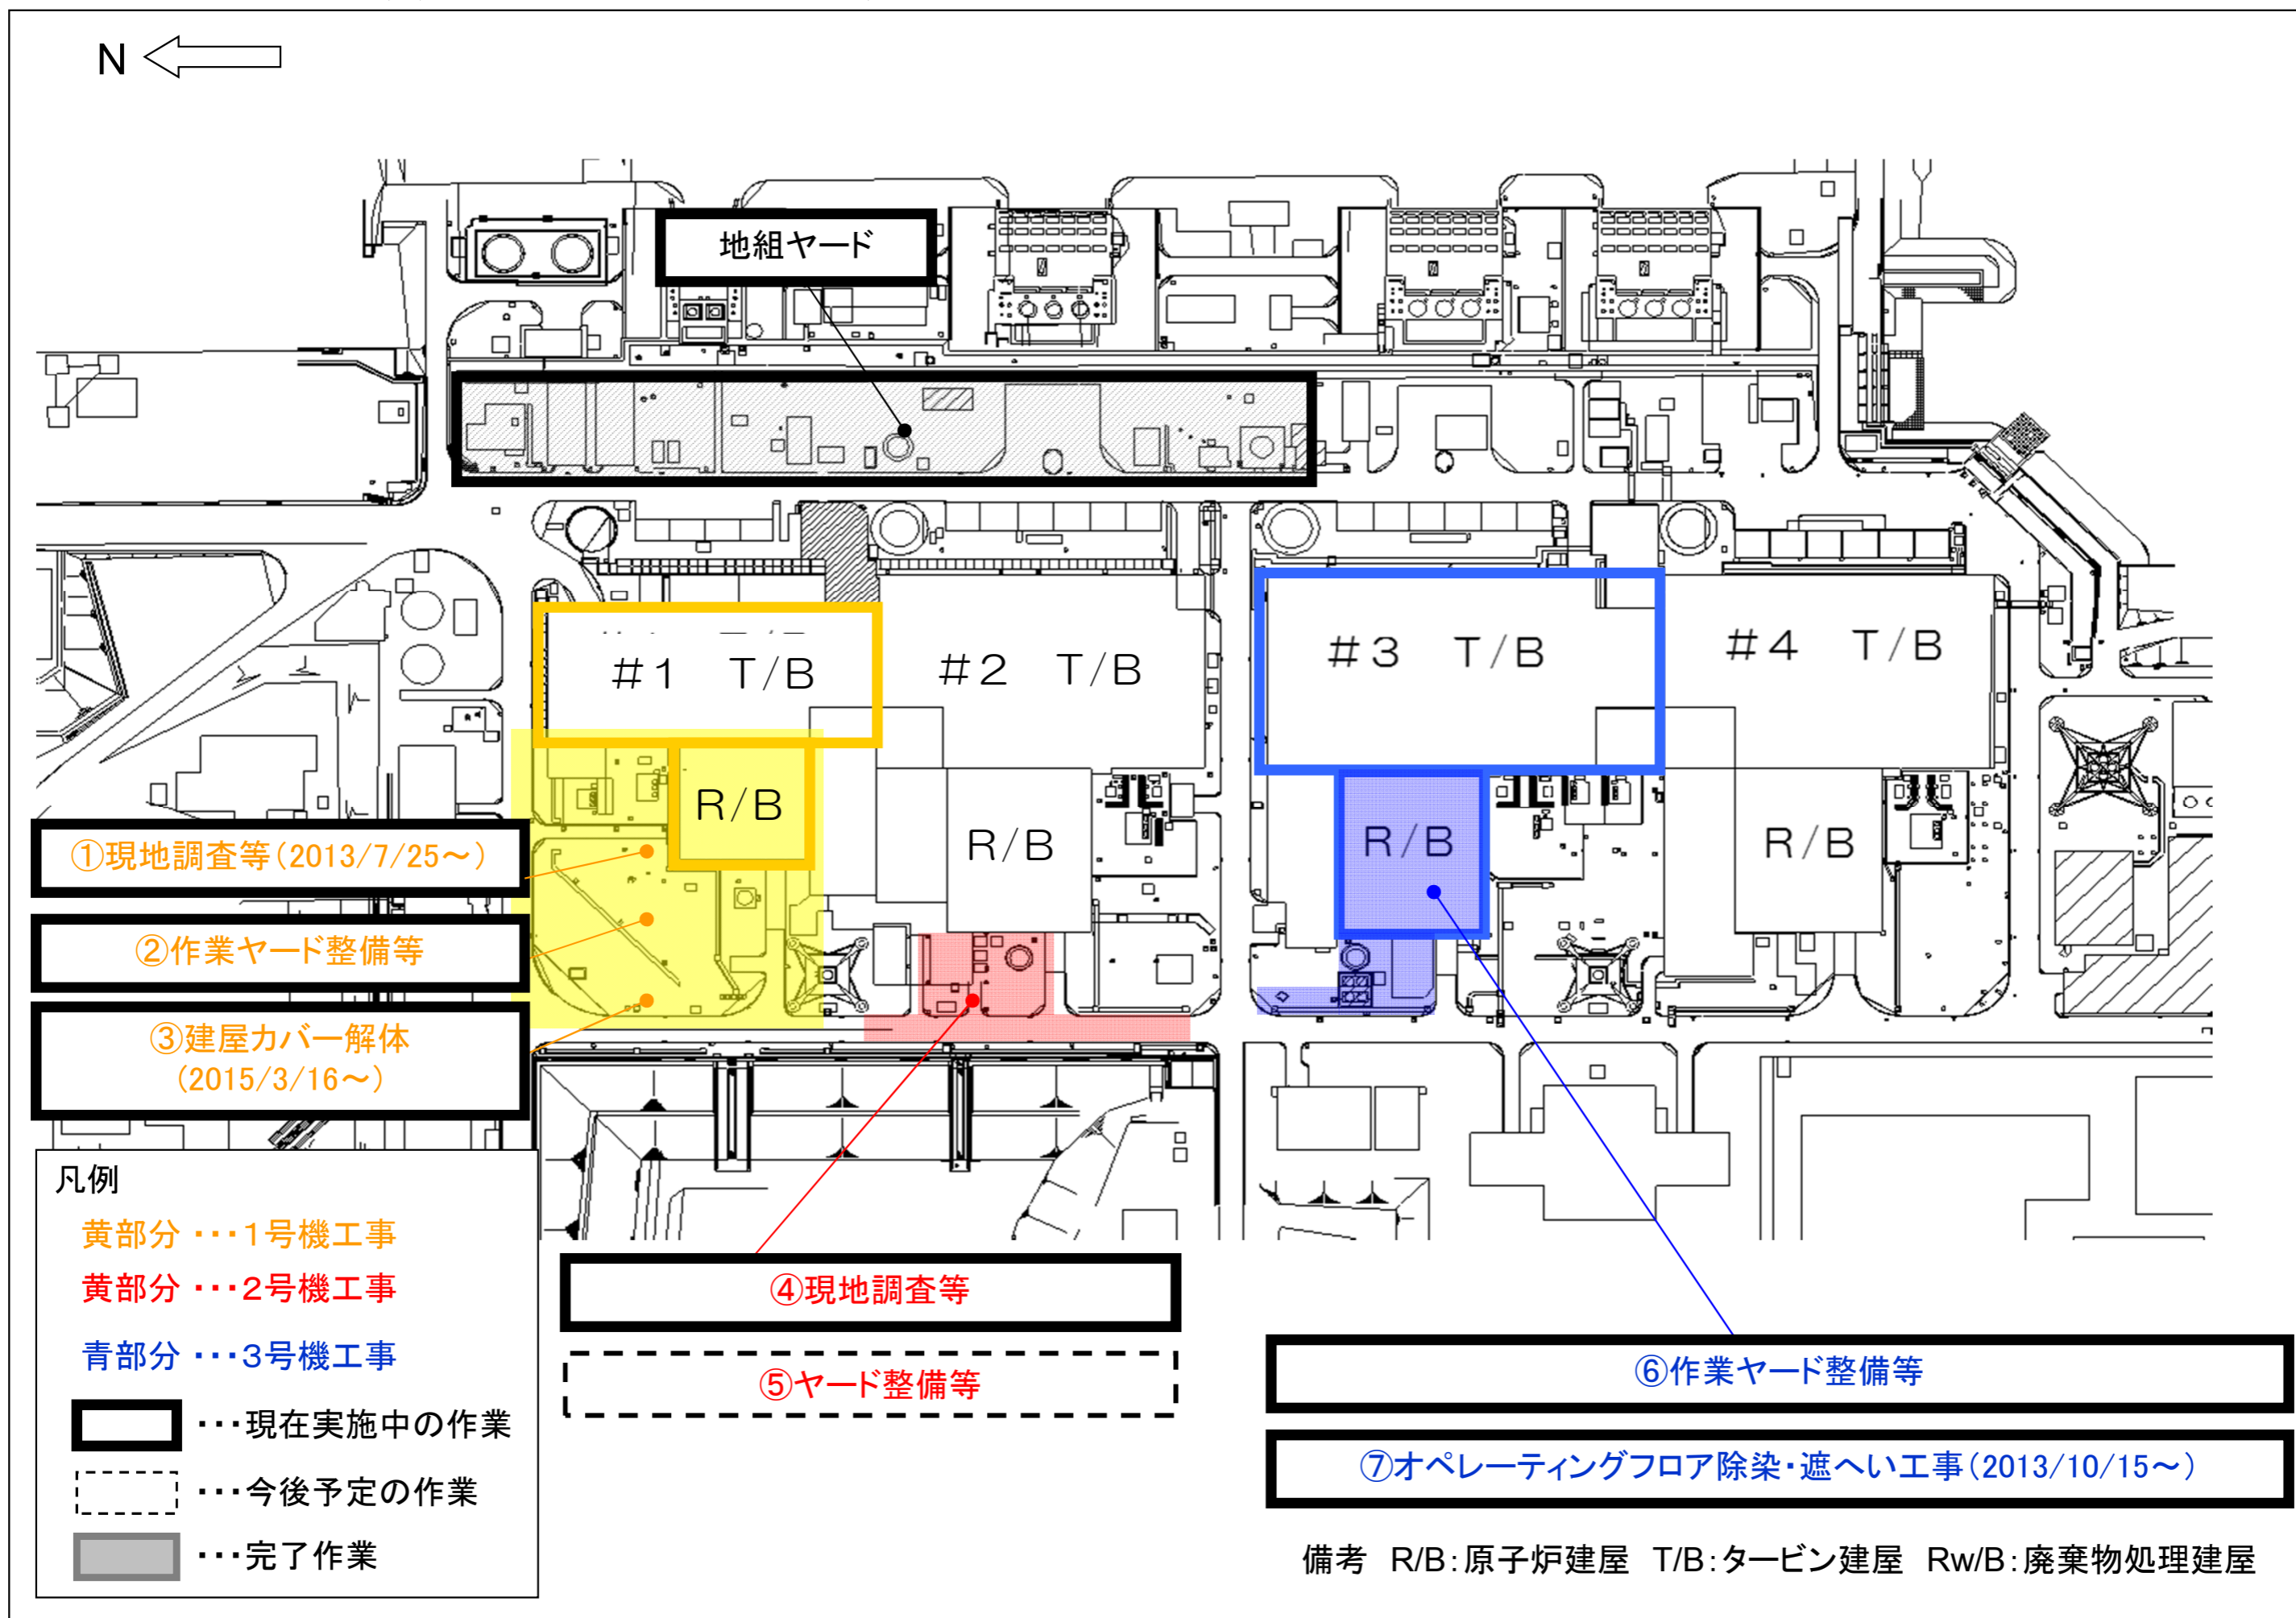 N
地組ヤード
#1 T/B
#2 T/B
#3 T/B
#4 T/B
R/B
R/B
R/B
R/B
①現地調査等(2013/7/25～)
②作業ヤード整備等
③建屋カバー解体
(2015/3/16～)
凡例
黄部分 ・・・1号機工事
黄部分 ・・・2号機工事
青部分 ・・・3号機工事
・・・現在実施中の作業
・・・今後予定の作業
・・・完了作業
④現地調査等
⑤ヤード整備等
⑥作業ヤード整備等
⑦オペレーティングフロア除染・遮へい工事(2013/10/15～)
備考 R/B:原子炉建屋 T/B:タービン建屋 Rw/B:廃棄物処理建屋